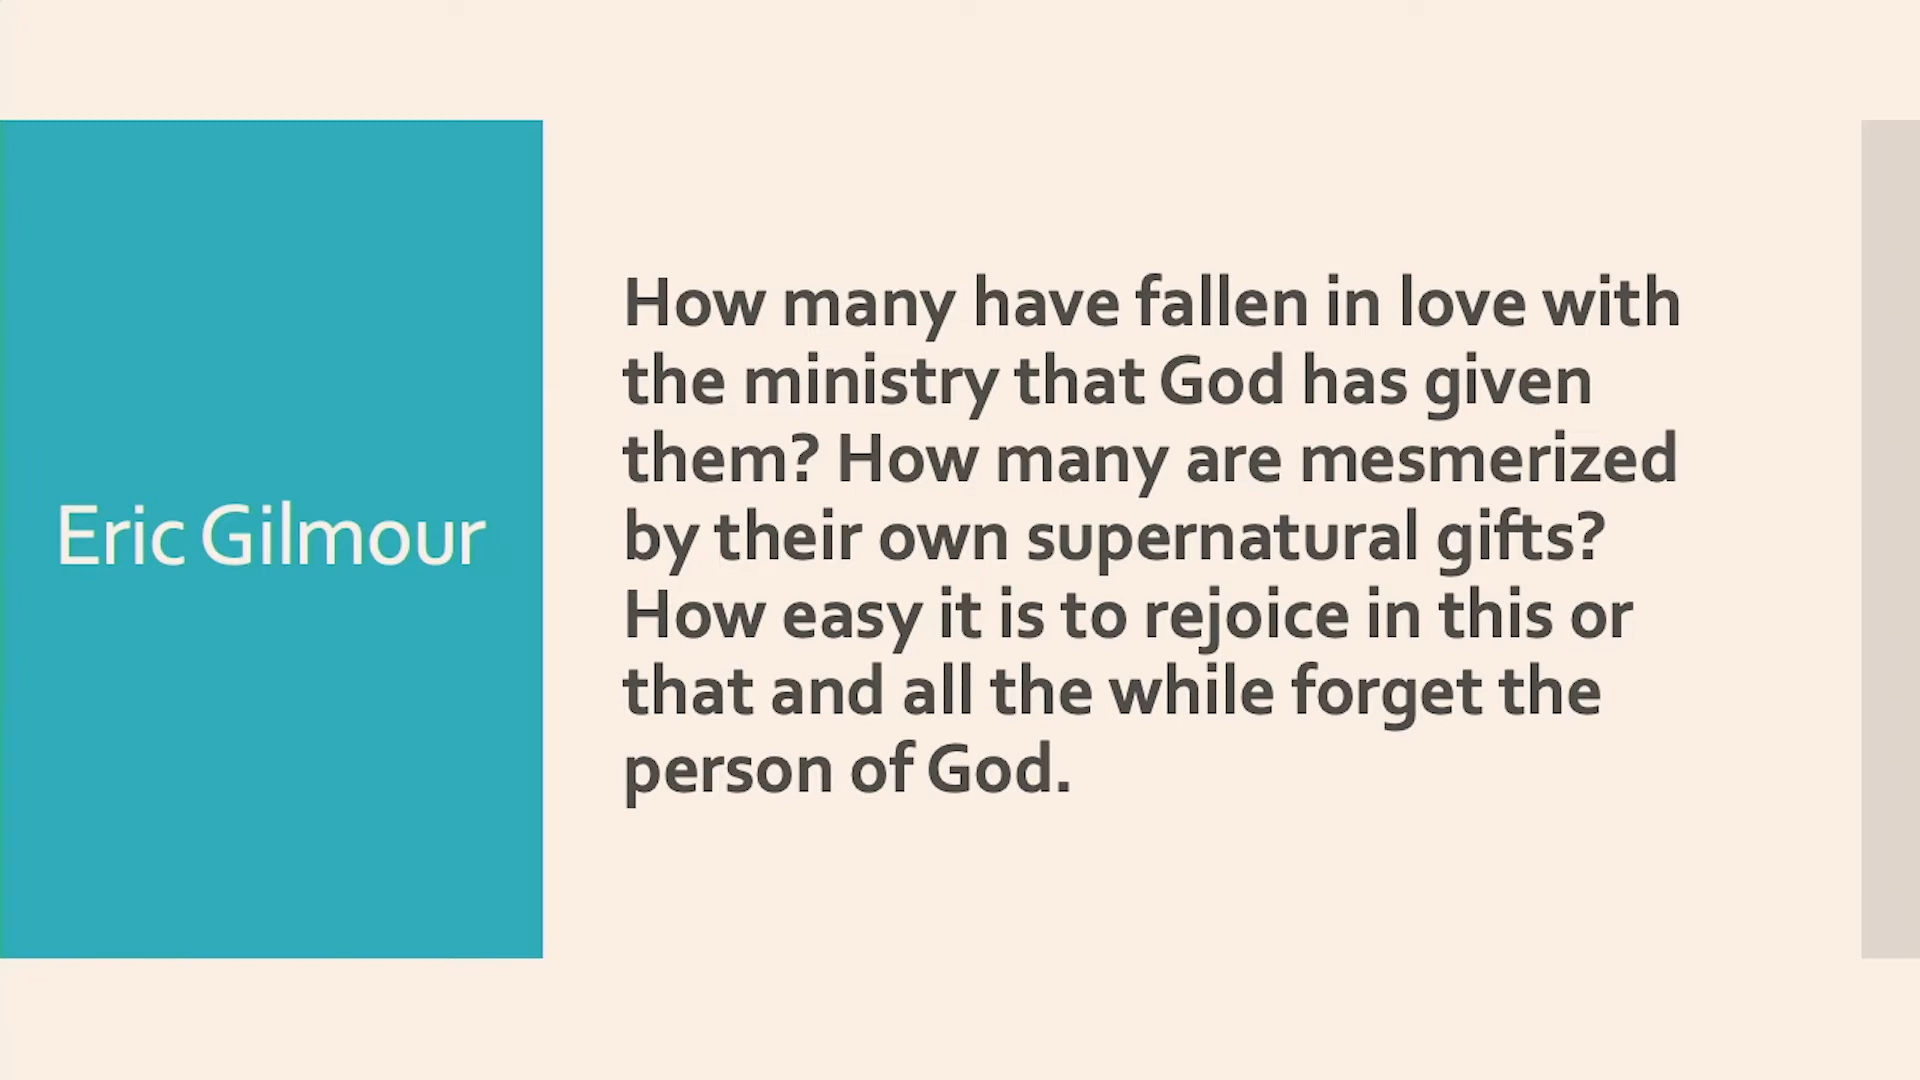 Eric Gilmour
How many have fallen in love with
the ministry that God has given
them? How many are mesmerized
by their own supernatural gifts?
How easy it is to rejoice in this or
that and all the while forget the
person of God.